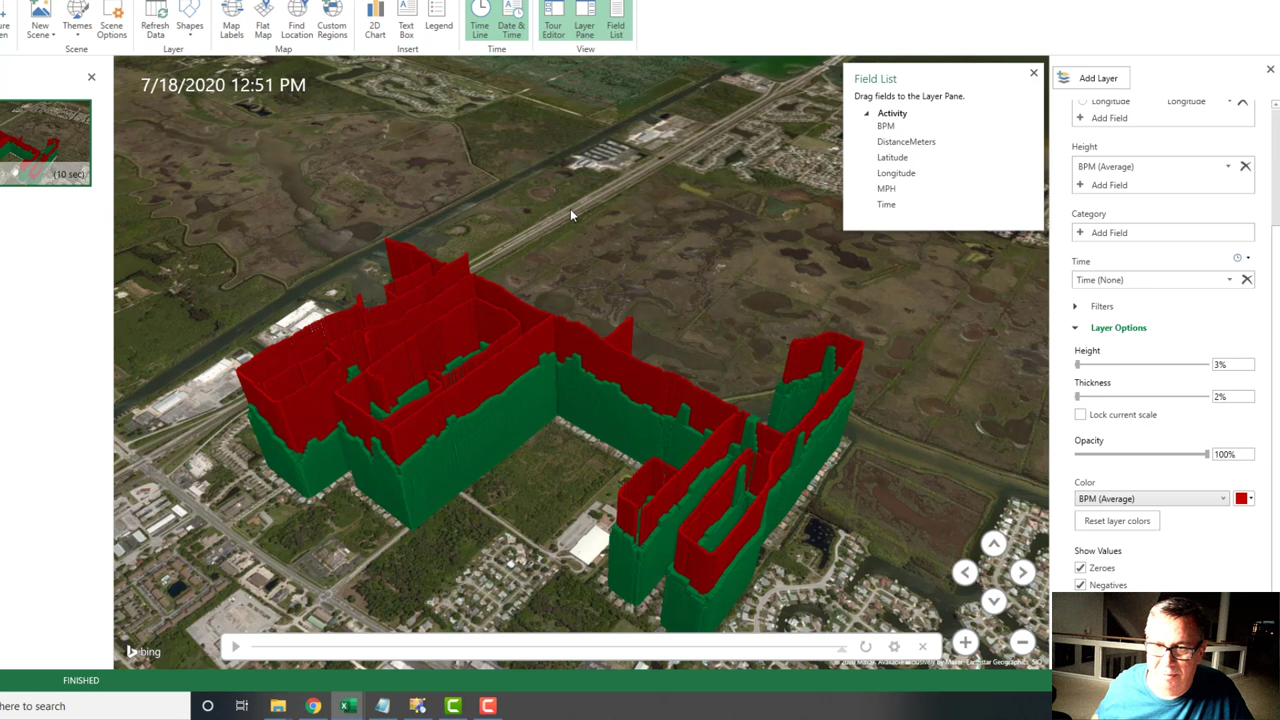 ure
en
New
Scene
Themes
Scene
Options
Scene
Refresh
Data
Shapes
Layer
Map
Labels
Flat
Map
Find
Location
Custom
Regions
Map
2D
Chart
Text
Box
Legend
Insert
Time
Line
Date &
Time
Time
Tour
Editor
Layer
Pane
Field
List
View
(10 sec)
7/18/2020 12:51 PM
Field List
Drag fields to the Layer Pane.
Activity
BPM
DistanceMeters
Latitude
Longitude
MPH
Time
Add Layer
Longitude Longitude
Add Field
Height
BPM (Average)
Add Field
Category
Add Field
Time
Time (None)
Filters
Layer Options
Height
3%
Thickness
2%
Lock current scale
Opacity
100%
Color
BPM (Average)
Reset layer colors
Show Values
Zeroes
Negatives
bing
FINISHED
here to search